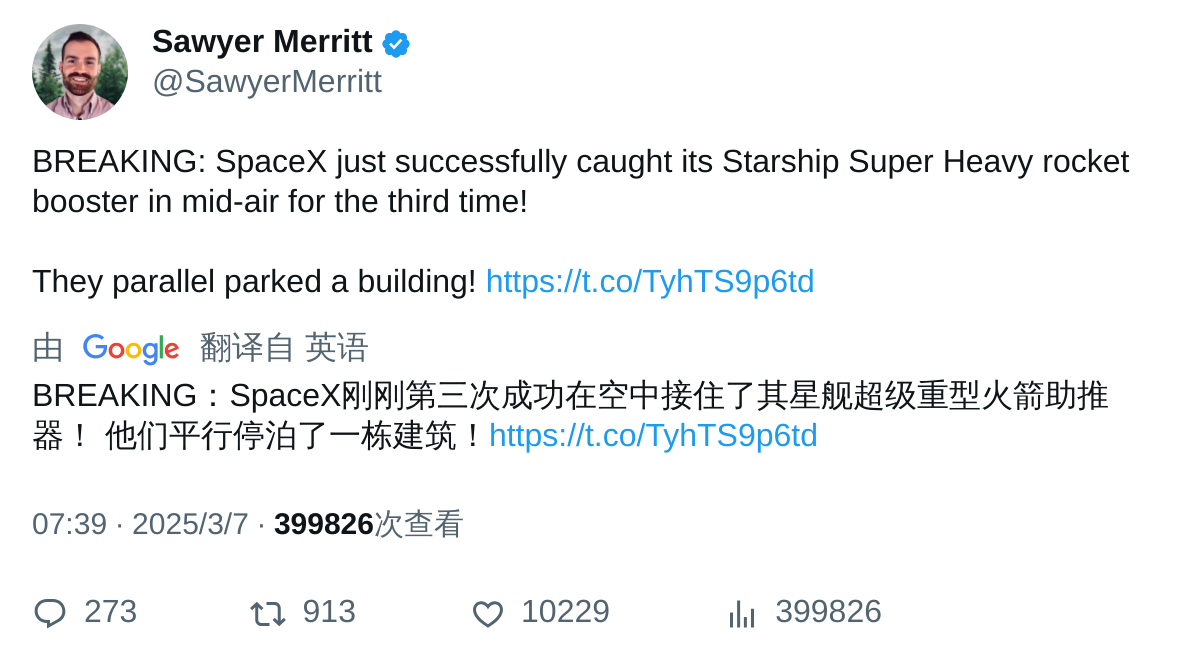 Sawyer Merritt
@SawyerMerritt
BREAKING: SpaceX just successfully caught its Starship Super Heavy rocket
booster in mid-air for the third time!
They parallel parked a building! https://t.co/TyhTS9p6td
由 Google 翻译自 英语
BREAKING：SpaceX刚刚第三次成功在空中接住了其星舰超级重型火箭助推
器！ 他们平行停泊了一栋建筑！https://t.co/TyhTS9p6td
07:39 · 2025/3/7 · 399826次查看
273 913 10229 399826